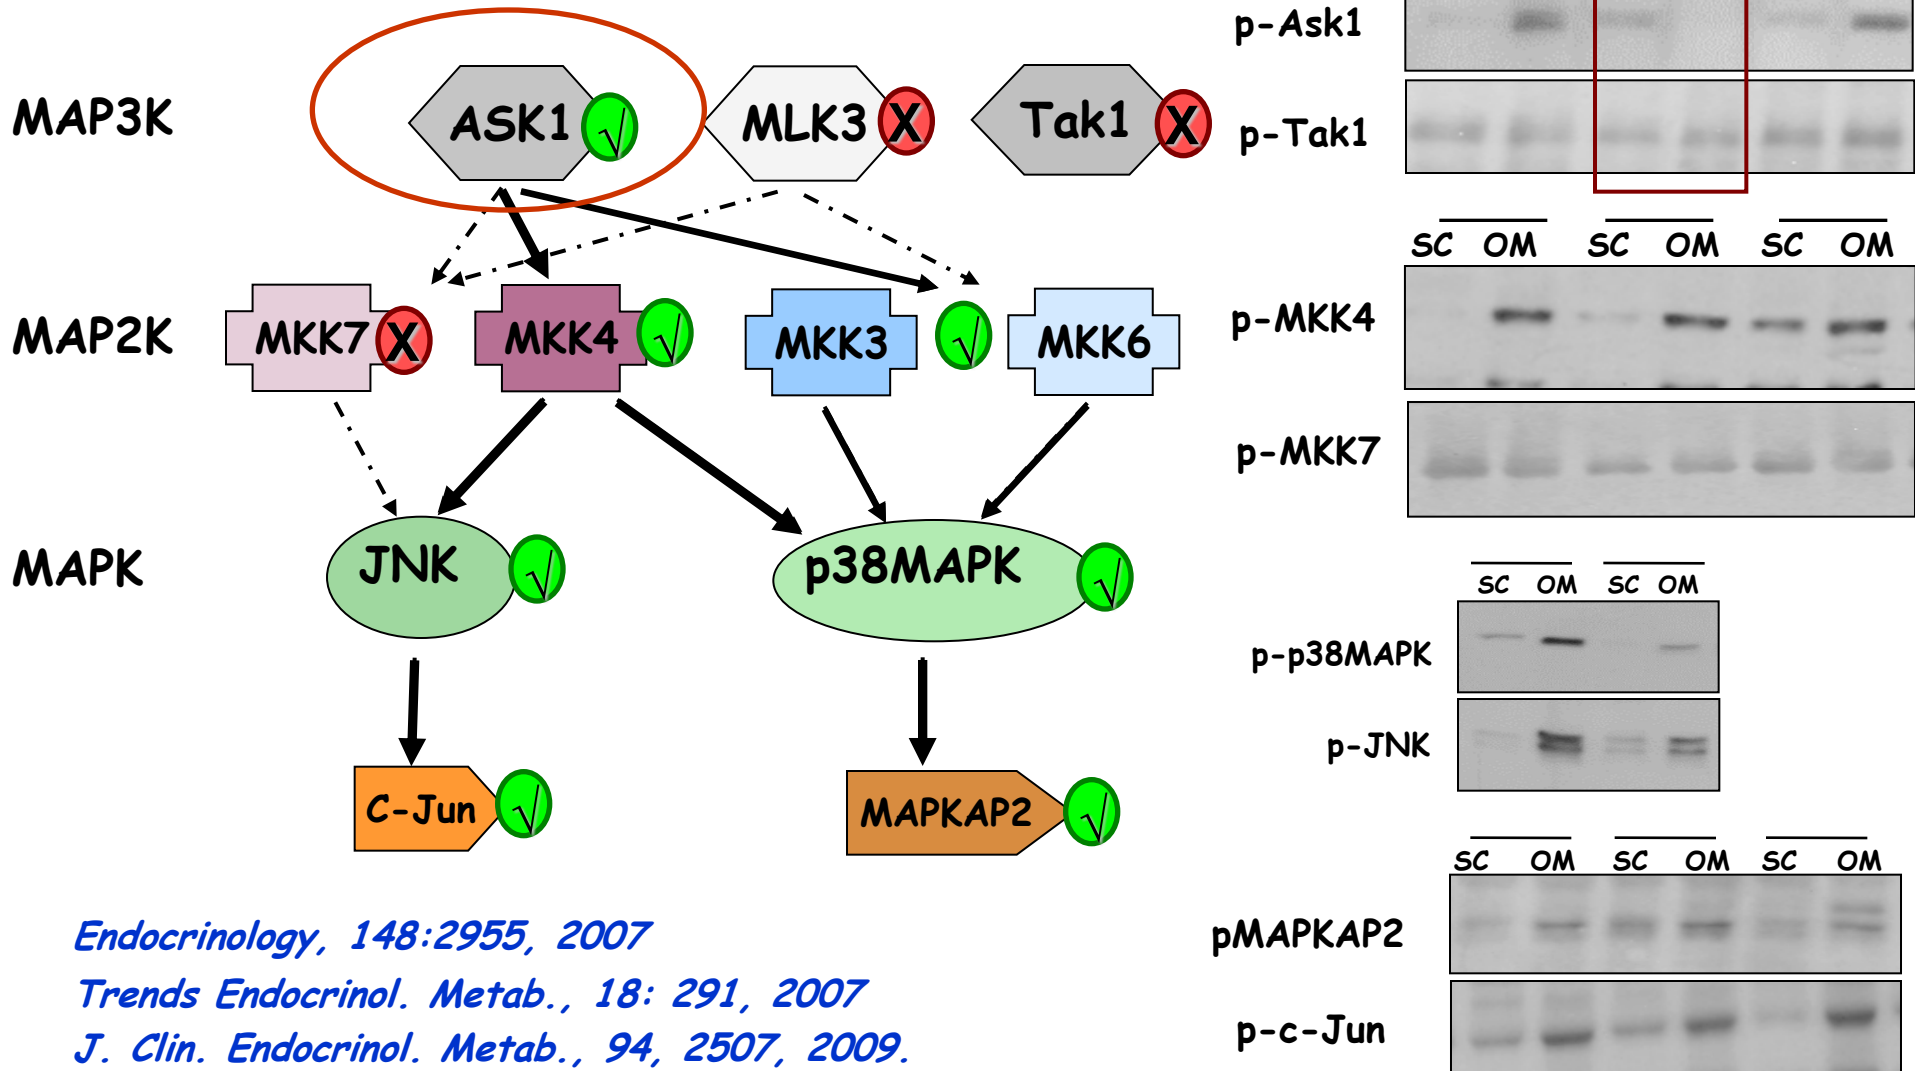 MAP3K
ASK1 √
MLK3 X
Tak1 X
MAP2K
MKK7 X
MKK4 √
MKK3 √
MKK6
MAPK
JNK √
p38MAPK √
C-Jun √
MAPKAP2 √
Endocrinology, 148:2955, 2007
Trends Endocrinol. Metab., 18: 291, 2007
J. Clin. Endocrinol. Metab., 94, 2507, 2009.
p-Ask1
p-Tak1
SC OM SC OM SC OM
p-MKK4
p-MKK7
SC OM SC OM
p-p38MAPK
p-JNK
SC OM SC OM SC OM
pMAPKAP2
p-c-Jun